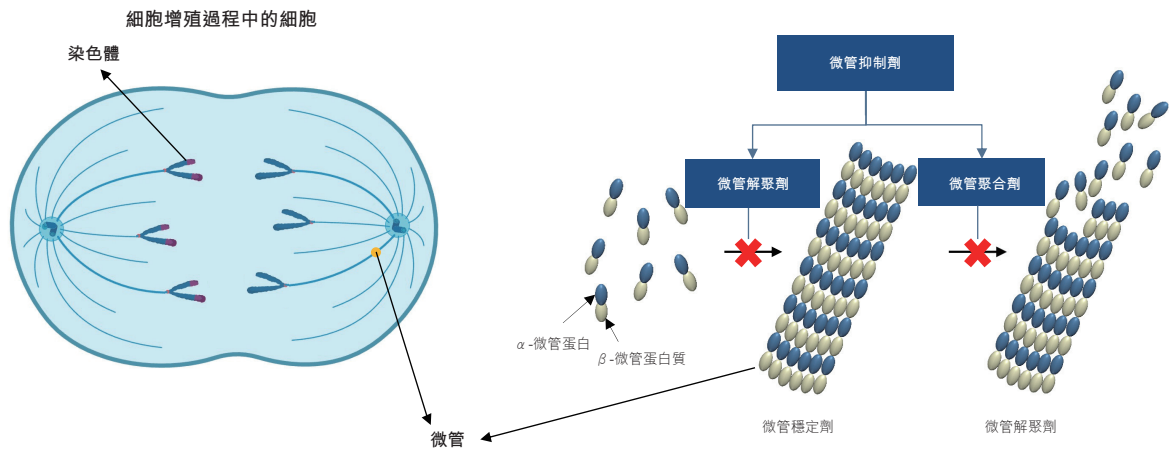 細胞增殖過程中的細胞
染色體
微管抑制劑
微管解聚劑
微管聚合劑
α-微管蛋白
β-微管蛋白質
微管穩定劑
微管解聚劑
微管